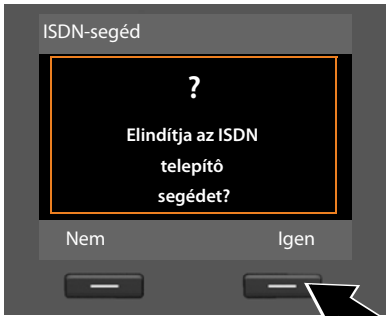 ISDN-segéd
?
Elindítja az ISDN
telepítô
segédet?
Nem Igen